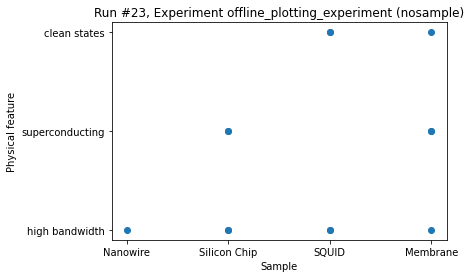 Run #23, Experiment offline_plotting_experiment (nosample)
clean states
superconducting
high bandwidth
Physical feature
Nanowire Silicon Chip SQUID Membrane
Sample